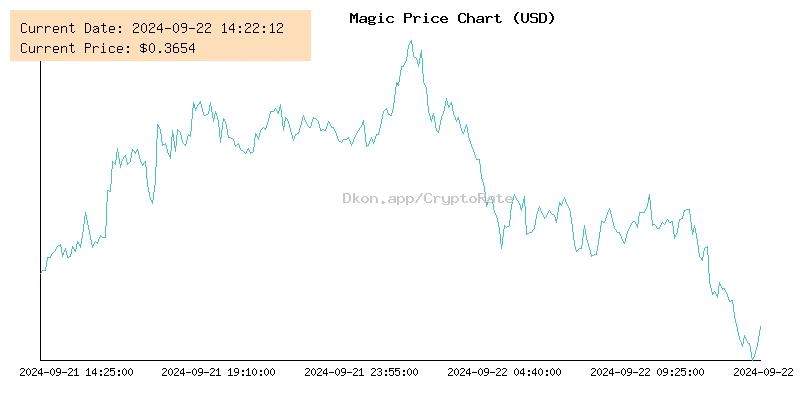 Magic Price Chart (USD)
Current Date: 2024-09-22 14:22:12
Current Price: $0.3654
Dkon.app/CryptoRate
2024-09-21 14:25:00 2024-09-21 19:10:00 2024-09-21 23:55:00 2024-09-22 04:40:00 2024-09-22 09:25:00 2024-09-22